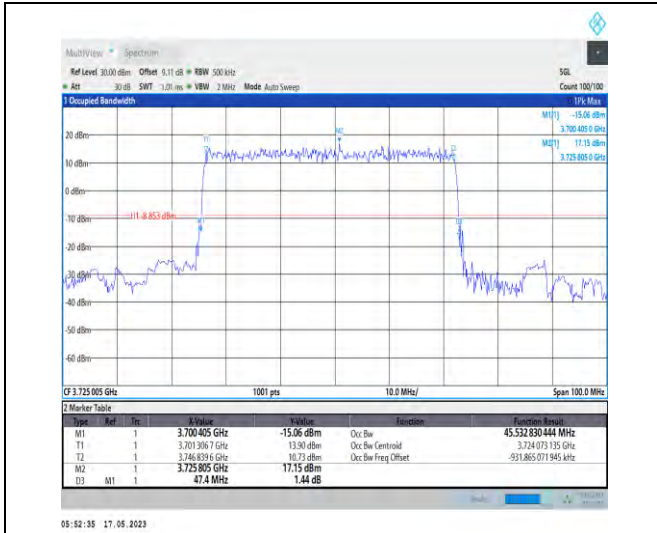 MultiView Spectrum
Ref Level 30.00 dBm Offset 9.11 dB RBW 500 kHz SGL
Att 30 dB SWT 1.01 ms VBW 2 MHz Mode Auto Sweep Count 100/100
1 Occupied Bandwidth 1Pk Max
M1[1] -15.06 dBm
3.700 405 0 GHz
M2[1] 17.15 dBm
3.725 805 0 GHz
M2
T1
T2
20 dBm
10 dBm
0 dBm
H1 -8.853 dBm
-10 dBm
M1
D3
-30 dBm
-40 dBm
-50 dBm
-60 dBm
CF 3.725 005 GHz 1001 pts 10.0 MHz/ Span 100.0 MHz
2 Marker Table
Type Ref Trc X-Value Y-Value Function Function Result
M1 1 3.700 405 GHz -15.06 dBm Occ Bw 45.532 830 444 MHz
T1 1 3.701 306 7 GHz 13.90 dBm Occ Bw Centroid 3.724 073 135 GHz
T2 1 3.746 839 6 GHz 10.73 dBm Occ Bw Freq Offset -931.865 071 945 kHz
M2 1 3.725 805 GHz 17.15 dBm
D3 M1 1 47.4 MHz 1.44 dB
05:52:35 17.05.2023